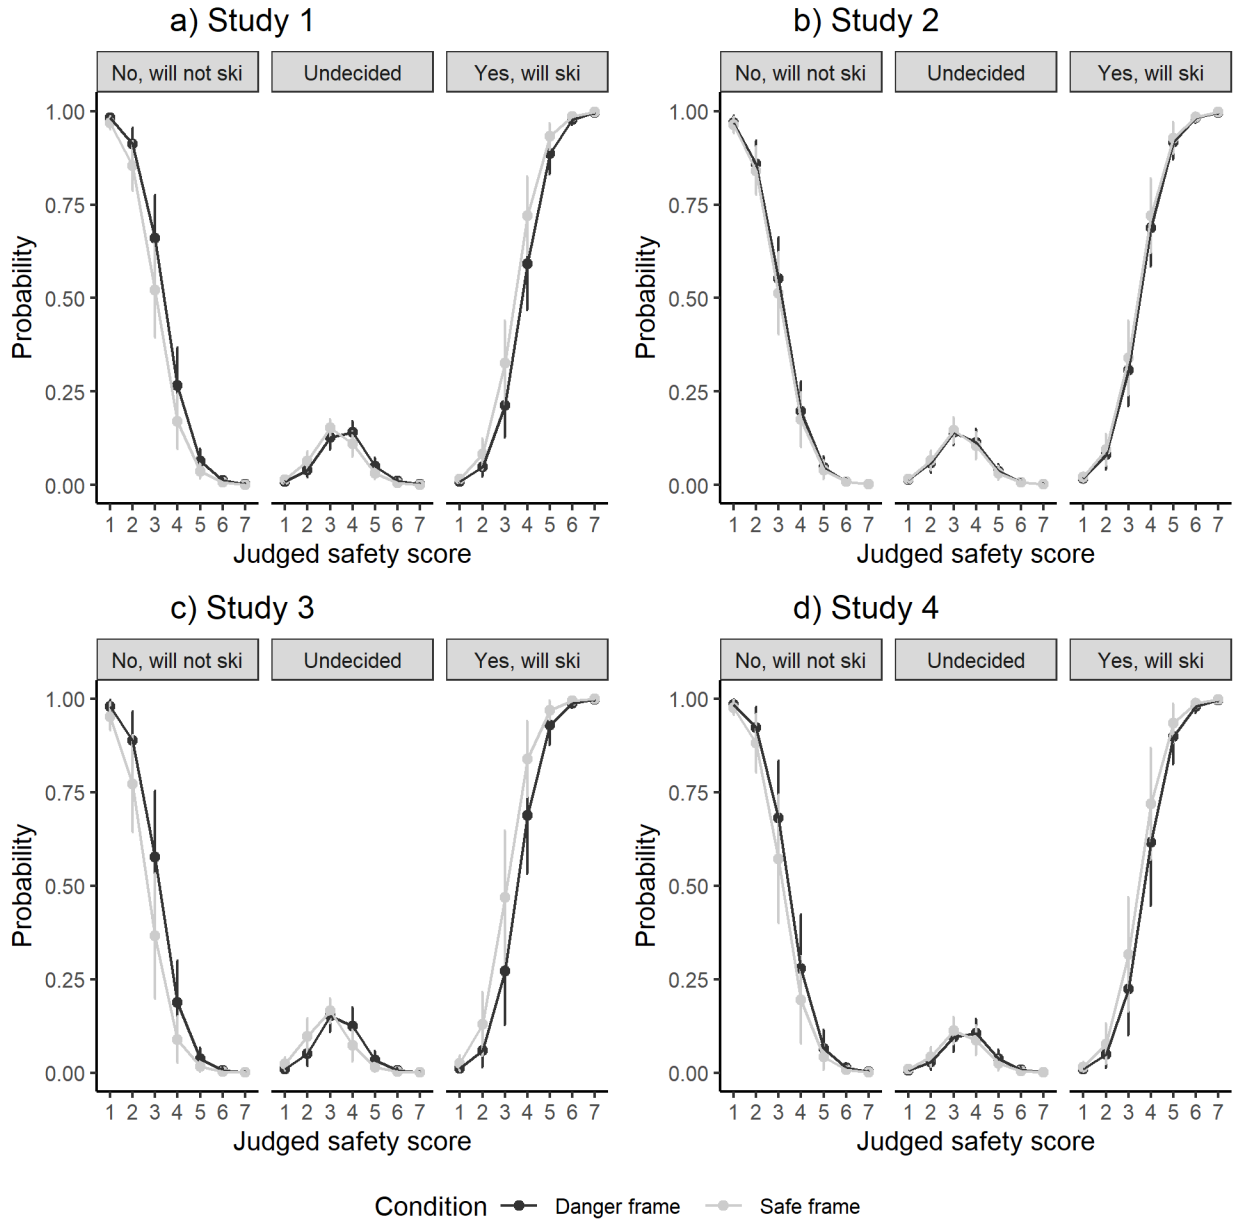 a) Study 1
No, will not ski Undecided Yes, will ski
1.00
0.75
0.50
0.25
0.00
Probability
1 2 3 4 5 6 7 1 2 3 4 5 6 7 1 2 3 4 5 6 7
Judged safety score
b) Study 2
No, will not ski Undecided Yes, will ski
1.00
0.75
0.50
0.25
0.00
Probability
1 2 3 4 5 6 7 1 2 3 4 5 6 7 1 2 3 4 5 6 7
Judged safety score
c) Study 3
No, will not ski Undecided Yes, will ski
1.00
0.75
0.50
0.25
0.00
Probability
1 2 3 4 5 6 7 1 2 3 4 5 6 7 1 2 3 4 5 6 7
Judged safety score
d) Study 4
No, will not ski Undecided Yes, will ski
1.00
0.75
0.50
0.25
0.00
Probability
1 2 3 4 5 6 7 1 2 3 4 5 6 7 1 2 3 4 5 6 7
Judged safety score
Condition Danger frame Safe frame